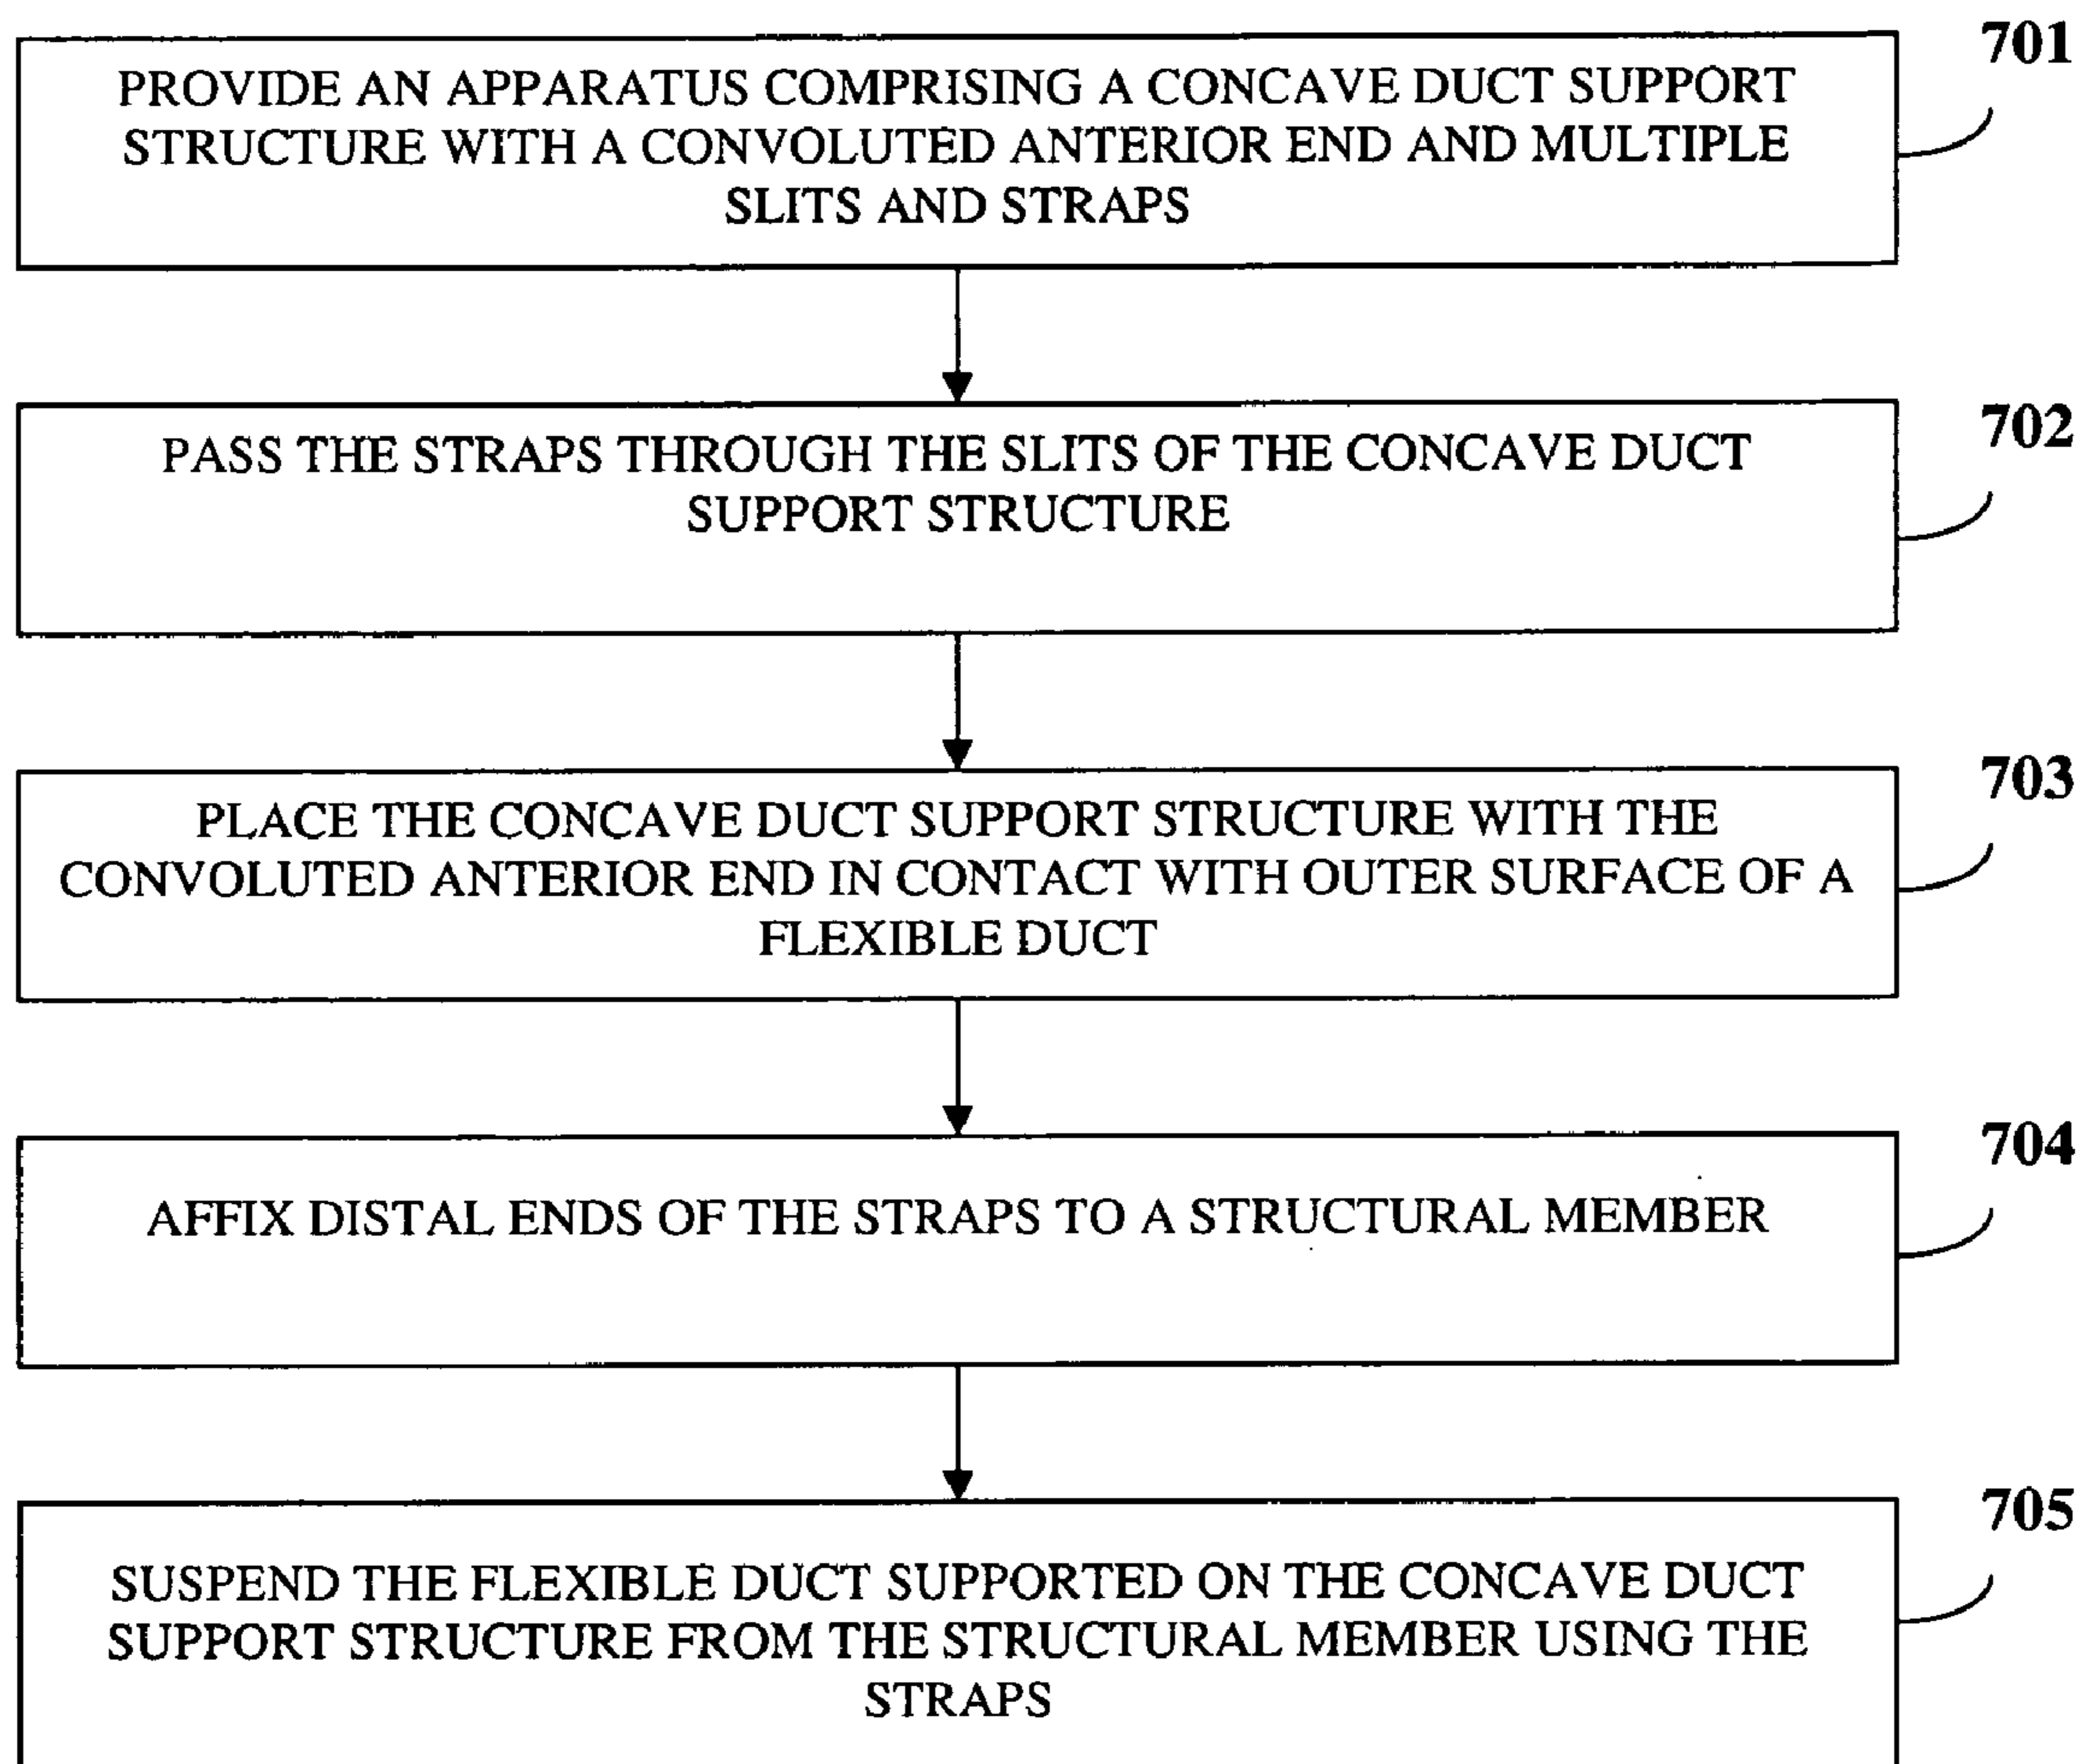 701
PROVIDE AN APPARATUS COMPRISING A CONCAVE DUCT SUPPORT
STRUCTURE WITH A CONVOLUTED ANTERIOR END AND MULTIPLE
SLITS AND STRAPS
702
PASS THE STRAPS THROUGH THE SLITS OF THE CONCAVE DUCT
SUPPORT STRUCTURE
703
PLACE THE CONCAVE DUCT SUPPORT STRUCTURE WITH THE
CONVOLUTED ANTERIOR END IN CONTACT WITH OUTER SURFACE OF A
FLEXIBLE DUCT
704
AFFIX DISTAL ENDS OF THE STRAPS TO A STRUCTURAL MEMBER
705
SUSPEND THE FLEXIBLE DUCT SUPPORTED ON THE CONCAVE DUCT
SUPPORT STRUCTURE FROM THE STRUCTURAL MEMBER USING THE
STRAPS